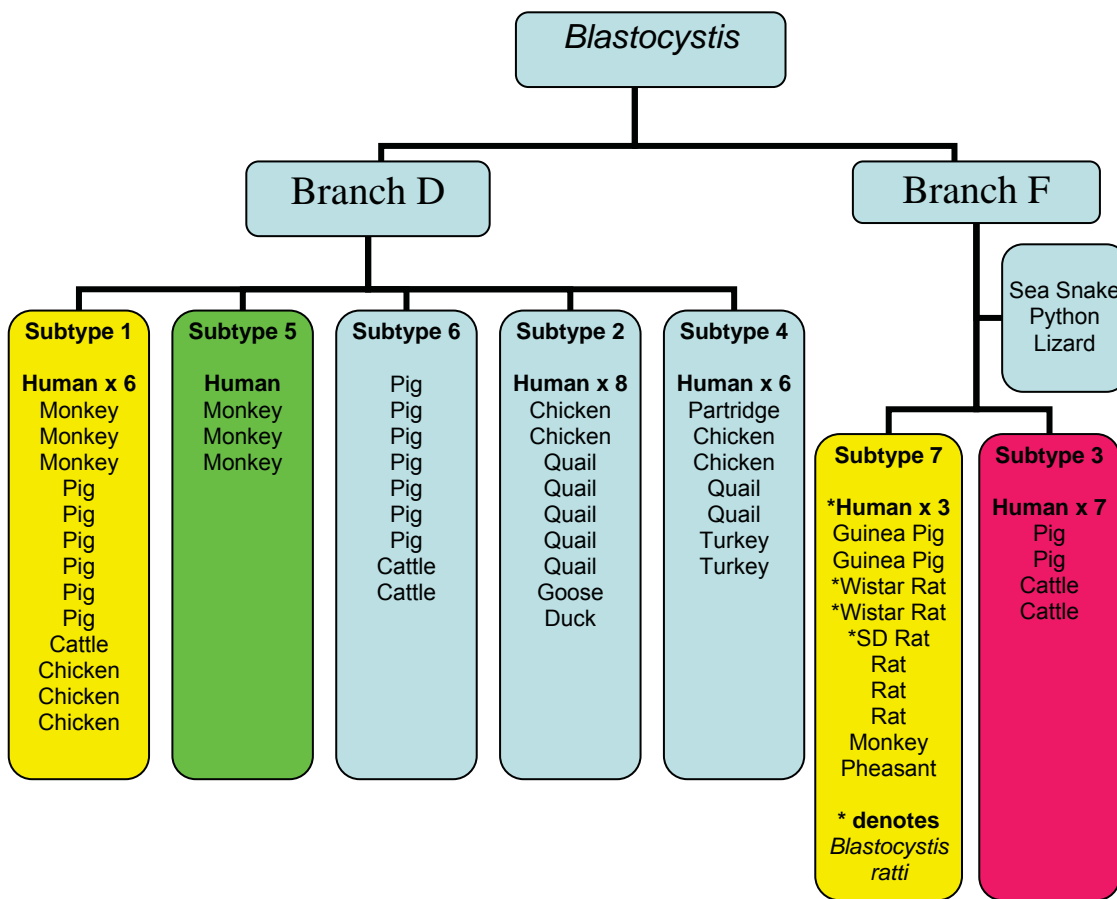 Blastocystis
Branch D
Branch F
Sea Snake
Python
Lizard
Subtype 1
Human x 6
Monkey
Monkey
Monkey
Pig
Pig
Pig
Pig
Pig
Pig
Cattle
Chicken
Chicken
Chicken
Subtype 5
Human
Monkey
Monkey
Monkey
Subtype 6
Pig
Pig
Pig
Pig
Pig
Pig
Pig
Cattle
Cattle
Subtype 2
Human x 8
Chicken
Chicken
Quail
Quail
Quail
Quail
Quail
Goose
Duck
Subtype 4
Human x 6
Partridge
Chicken
Chicken
Quail
Quail
Turkey
Turkey
Subtype 7
*Human x 3
Guinea Pig
Guinea Pig
*Wistar Rat
*Wistar Rat
*SD Rat
Rat
Rat
Rat
Monkey
Pheasant
* denotes
Blastocystis
ratti
Subtype 3
Human x 7
Pig
Pig
Cattle
Cattle